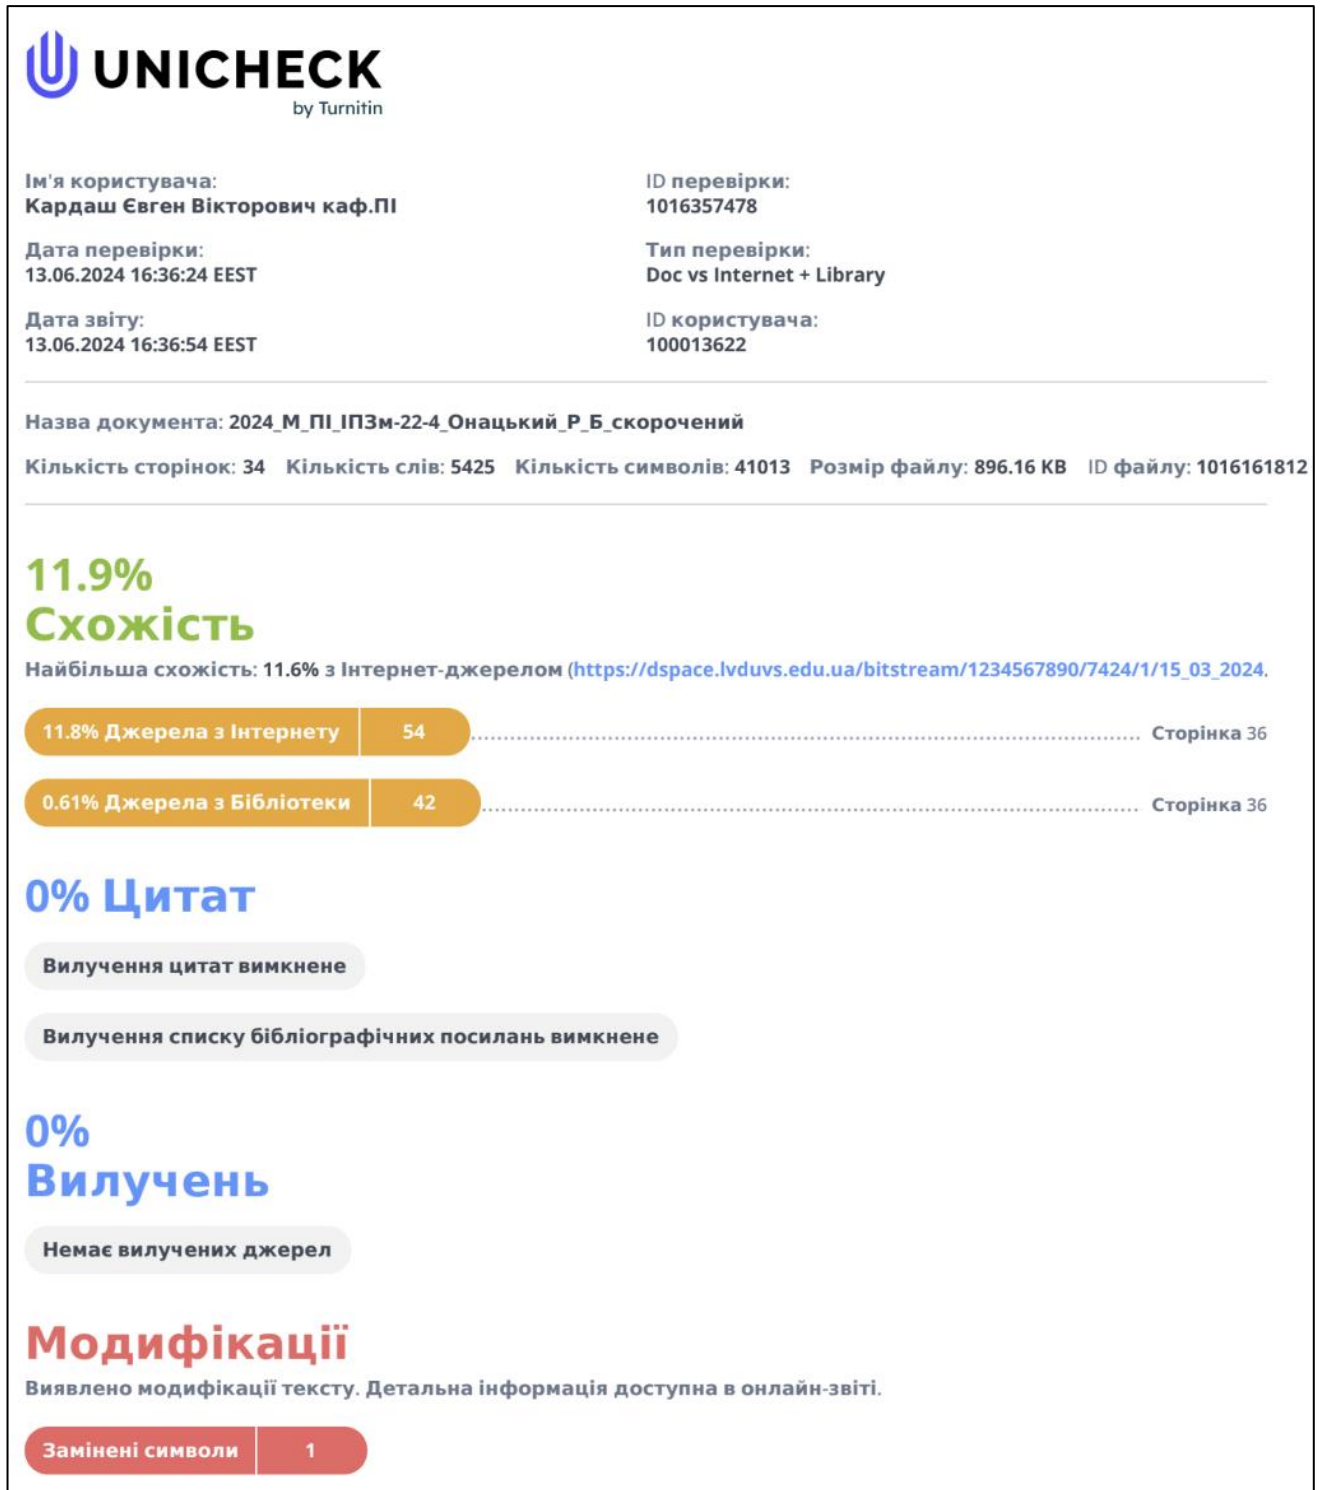 UNICHECK
by Turnitin
Ім'я користувача:
Кардаш Євген Вікторович каф.ПІ
ID перевірки:
1016357478
Дата перевірки:
13.06.2024 16:36:24 EEST
Тип перевірки:
Doc vs Internet + Library
Дата звіту:
13.06.2024 16:36:54 EEST
ID користувача:
100013622
Назва документа: 2024_М_ПІ_ІПЗм-22-4_Онацький_Р_Б_скорочений
Кількість сторінок: 34 Кількість слів: 5425 Кількість символів: 41013 Розмір файлу: 896.16 KB ID файлу: 1016161812
11.9%
Схожість
Найбільша схожість: 11.6% з Інтернет-джерелом (https://dspace.lvduvs.edu.ua/bitstream/1234567890/7424/1/15_03_2024.
11.8% Джерела з Інтернету 54 Сторінка 36
0.61% Джерела з Бібліотеки 42 Сторінка 36
0% Цитат
Вилучення цитат вимкнене
Вилучення списку бібліографічних посилань вимкнене
0%
Вилучень
Немає вилучених джерел
Модифікації
Виявлено модифікації тексту. Детальна інформація доступна в онлайн-звіті.
Замінені символи 1